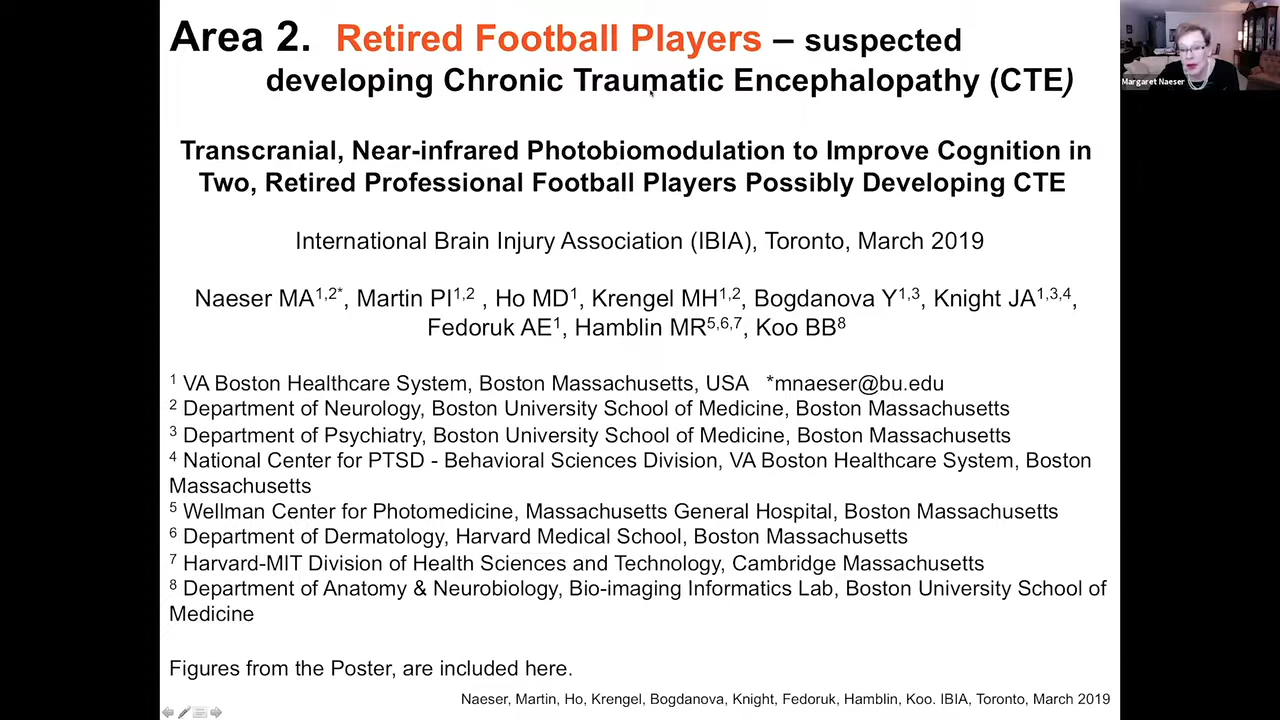 Area 2. Retired Football Players – suspected
developing Chronic Traumatic Encephalopathy (CTE)
Margaret Naeser
Transcranial, Near-infrared Photobiomodulation to Improve Cognition in
Two, Retired Professional Football Players Possibly Developing CTE
International Brain Injury Association (IBIA), Toronto, March 2019
Naeser MA1,2*, Martin PI1,2 , Ho MD1, Krengel MH1,2, Bogdanova Y1,3, Knight JA1,3,4,
Fedoruk AE1, Hamblin MR5,6,7, Koo BB8
1 VA Boston Healthcare System, Boston Massachusetts, USA *mnaeser@bu.edu
2 Department of Neurology, Boston University School of Medicine, Boston Massachusetts
3 Department of Psychiatry, Boston University School of Medicine, Boston Massachusetts
4 National Center for PTSD - Behavioral Sciences Division, VA Boston Healthcare System, Boston
Massachusetts
5 Wellman Center for Photomedicine, Massachusetts General Hospital, Boston Massachusetts
6 Department of Dermatology, Harvard Medical School, Boston Massachusetts
7 Harvard-MIT Division of Health Sciences and Technology, Cambridge Massachusetts
8 Department of Anatomy & Neurobiology, Bio-imaging Informatics Lab, Boston University School of
Medicine
Figures from the Poster, are included here.
Naeser, Martin, Ho, Krengel, Bogdanova, Knight, Fedoruk, Hamblin, Koo. IBIA, Toronto, March 2019